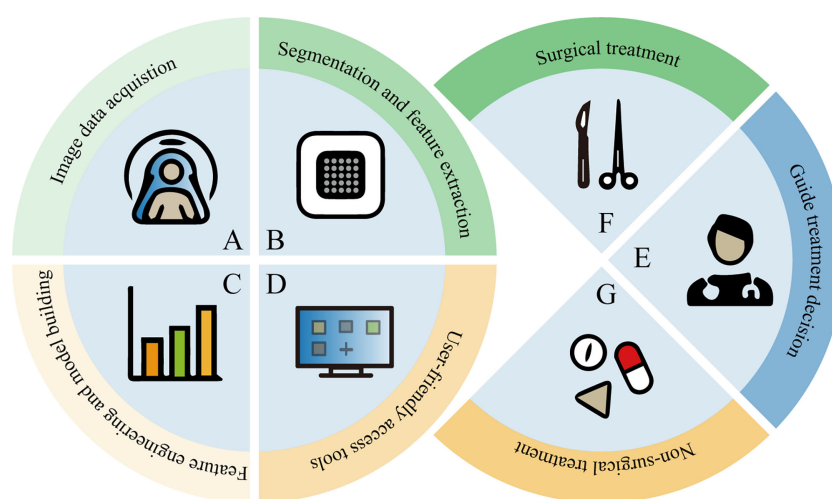 Image data acquistion
A
Segmentation and feature extraction
B
Feature engineering and model building
C
User-friendly access tools
D
Guide treatment decision
E
Surgical treatment
F
Non-surgical treatment
G